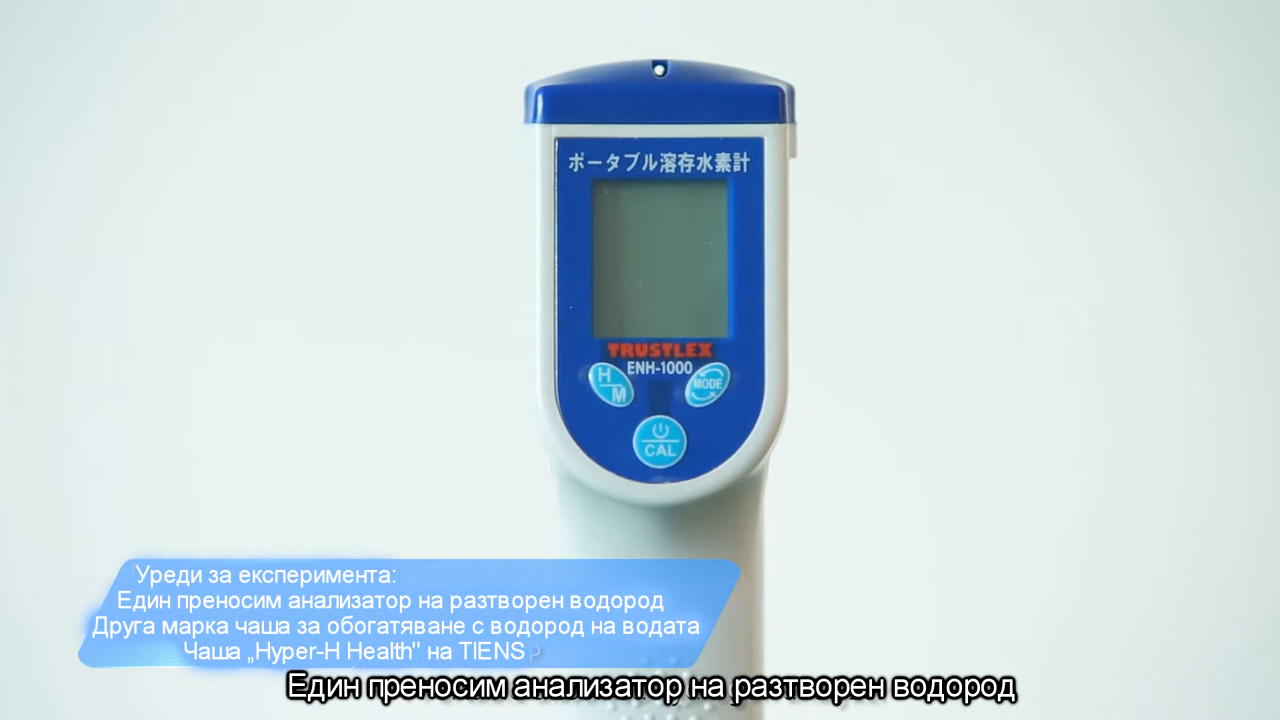 ポータブル溶存水素計
TRUSTLEX
ENH-1000
H
M
MODE
CAL
Уреди за експеримента:
Един преносим анализатор на разтворен водород
Друга марка чаша за обогатяване с водород на водата
Чаша „Hyper-H Health" на TIENS
Един преносим анализатор на разтворен водород